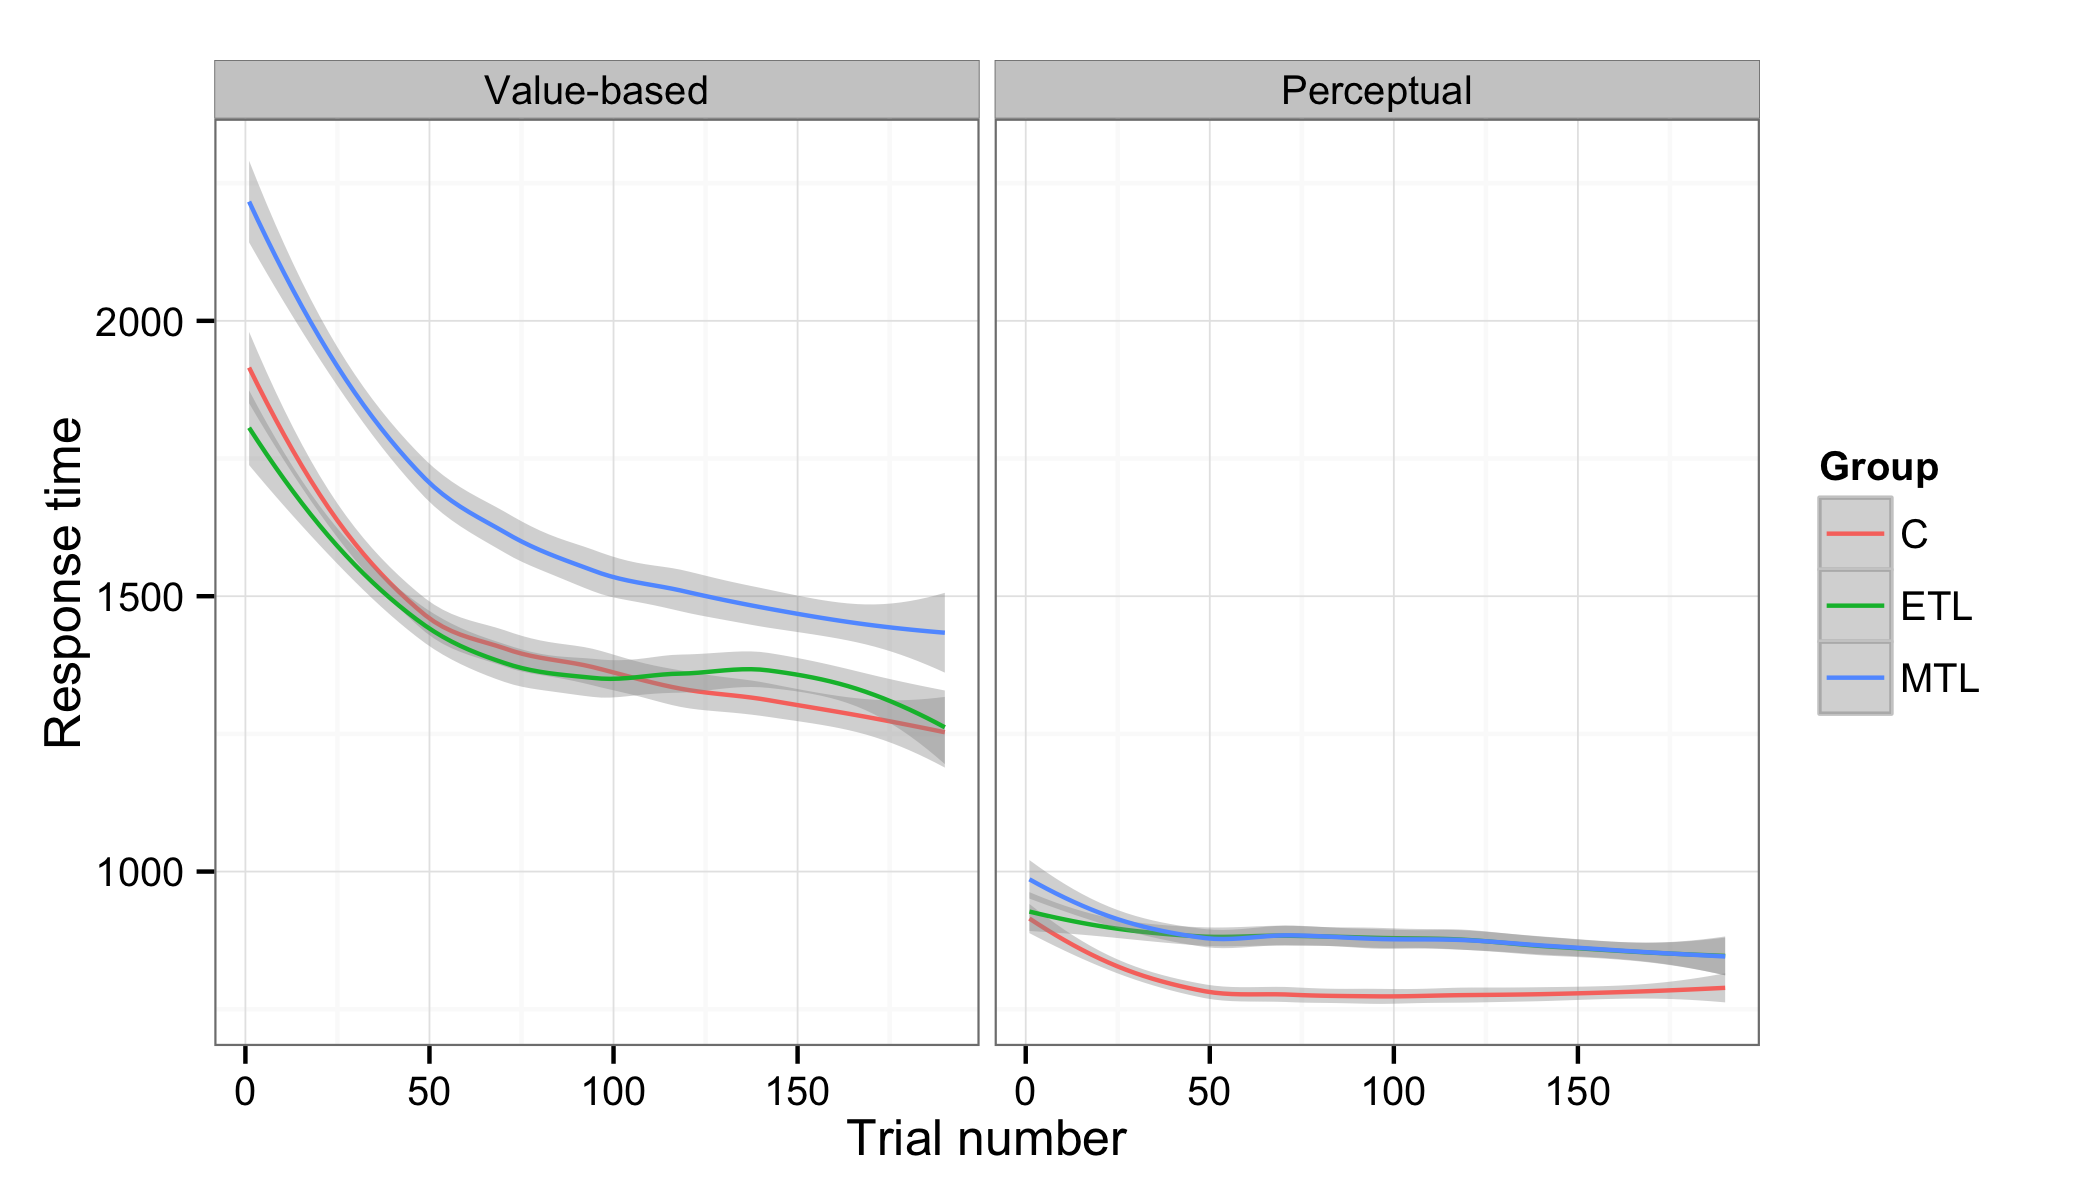 Value-based
Perceptual
Response time
2000
1500
1000
0 50 100 150
0 50 100 150
Trial number
Group
C
ETL
MTL